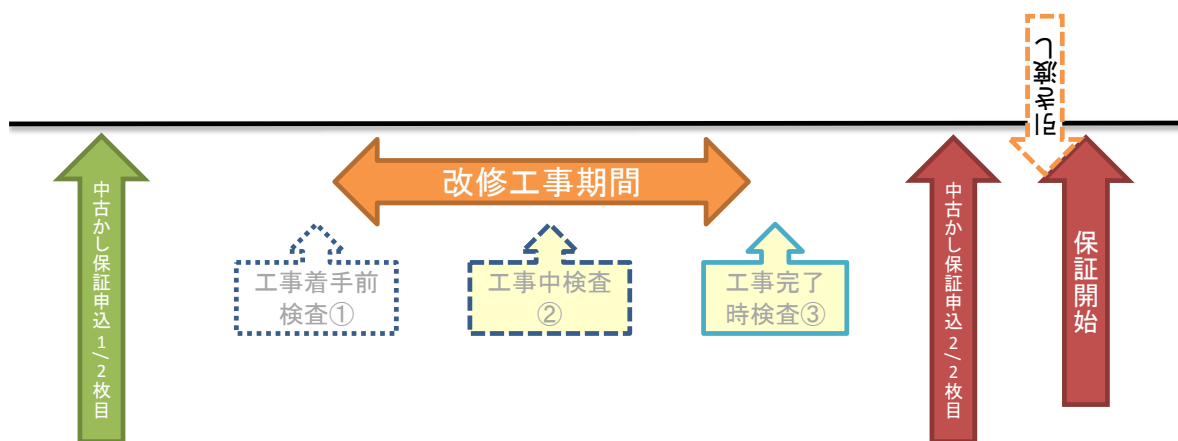 引き渡し
改修工事期間
中古かし保証申込 1/2枚目
工事着手前
検査①
工事中検査
②
工事完了
時検査③
中古かし保証申込 2/2枚目
保証開始